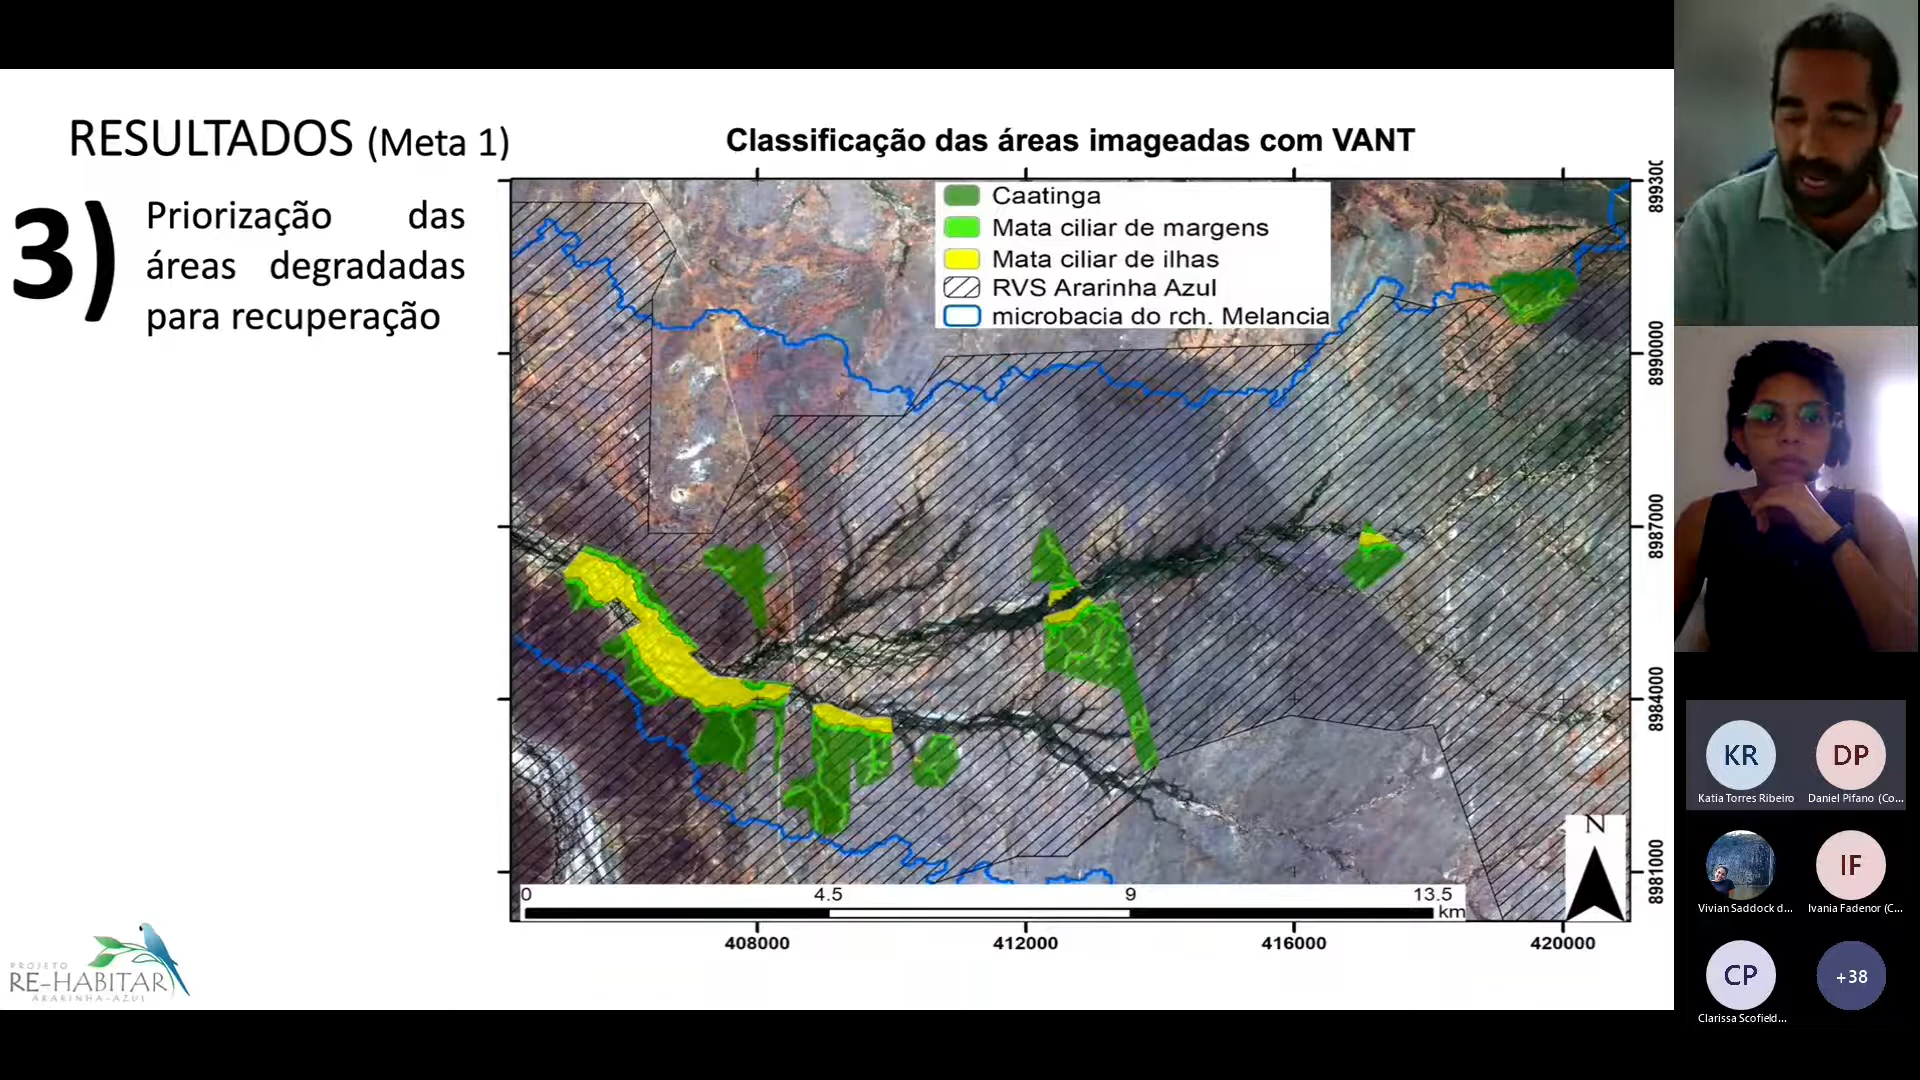 RESULTADOS (Meta 1)
3)
Priorização das
áreas degradadas
para recuperação
Classificação das áreas imageadas com VANT
Caatinga
Mata ciliar de margens
Mata ciliar de ilhas
RVS Ararinha Azul
microbacia do rch. Melancia
89930
8990000
8987000
8984000
8981000
N
0 4.5 9 13.5
km
408000 412000 416000 420000
PROJETO
RE-HABITAR
ARARINHA-AZUL
KR
Katia Torres Ribeiro
DP
Daniel Pifano (Co...
Vivian Saddock d...
IF
Ivania Fadenor (C...
CP
Clarissa Scofield...
+38